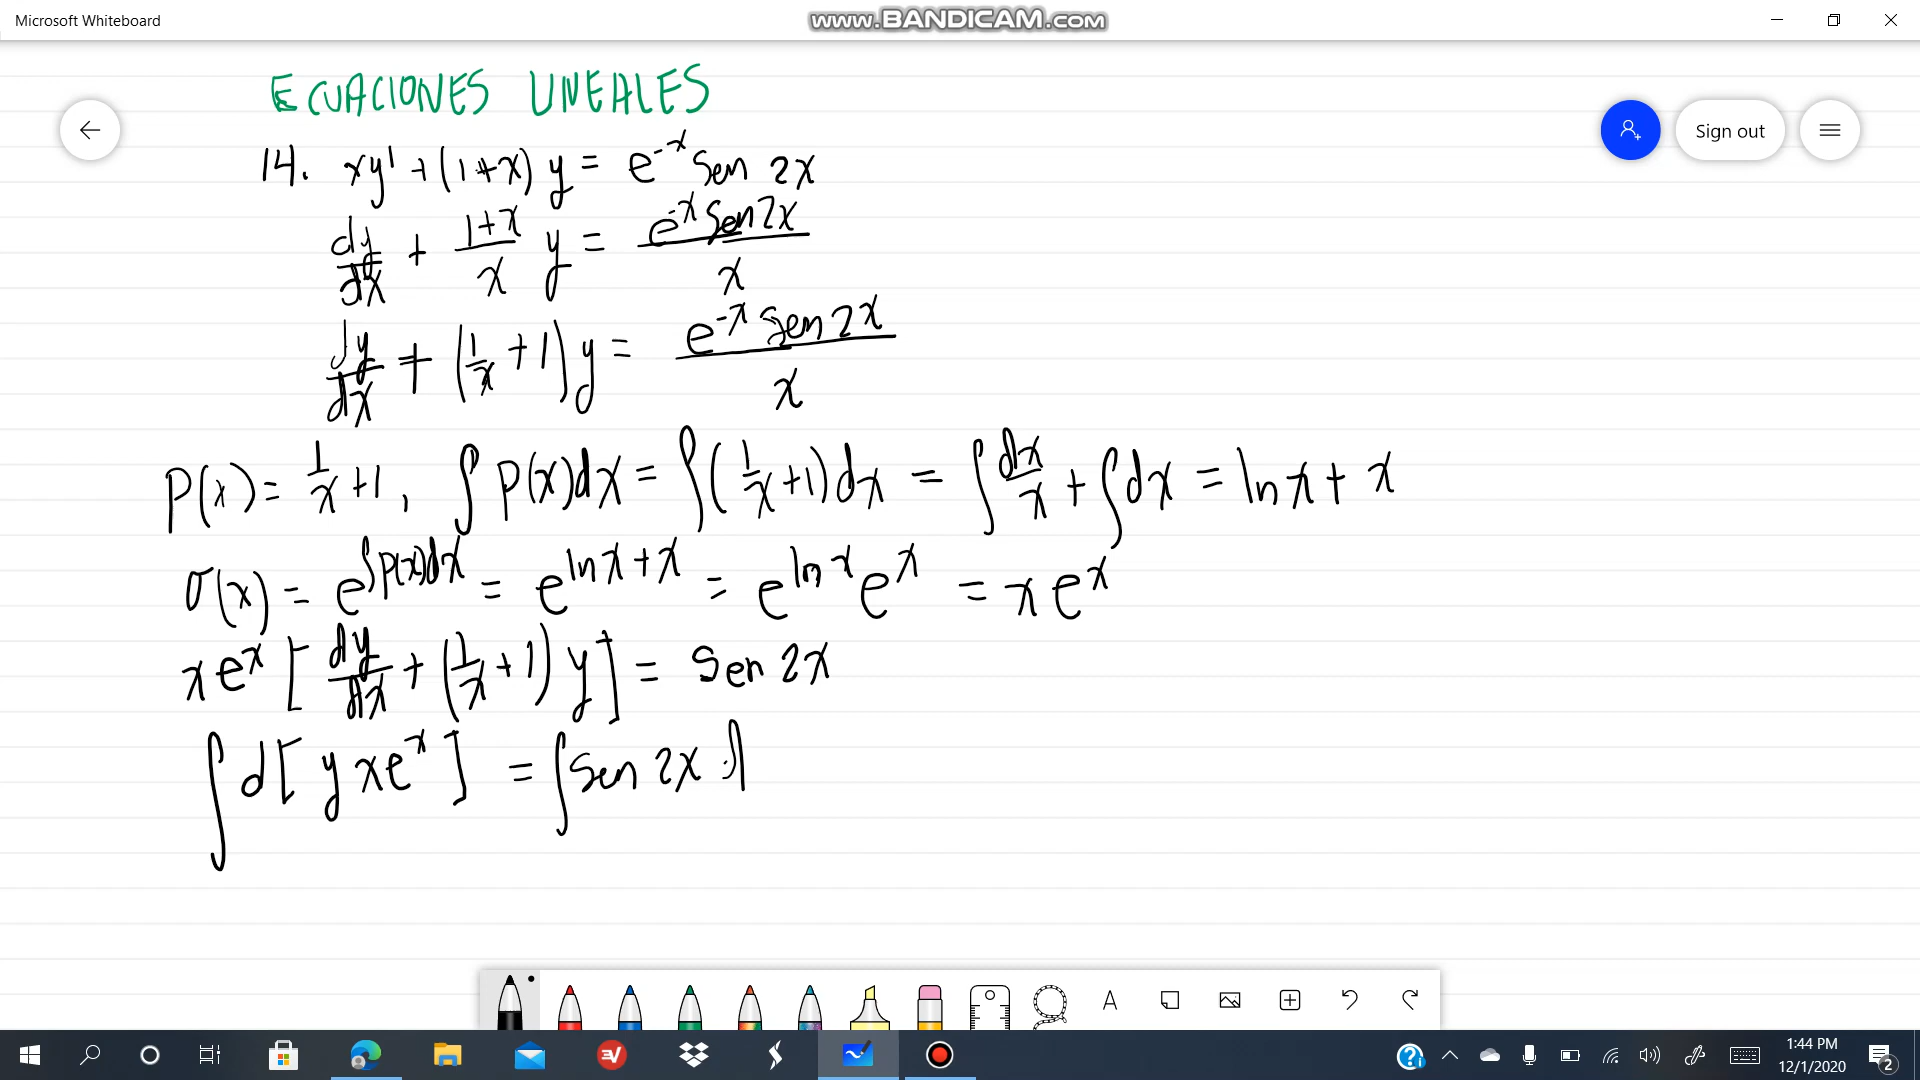 Microsoft Whiteboard
www.BANDICAM.com
ECUACIONES LINEALES
Sign out
14. xy' + (1+x) y = e^-x Sen 2x
dy/dx + (1+x)/x y = (e^-x Sen 2x)/x
dy/dx + (1/x + 1) y = (e^-x Sen 2x)/x
P(x) = 1/x + 1, ∫ P(x)dx = ∫ (1/x + 1) dx = ∫ dx/x + ∫ dx = ln x + x
σ(x) = e^∫P(x)dx = e^(ln x + x) = e^ln x e^x = x e^x
x e^x [dy/dx + (1/x + 1) y] = Sen 2x
∫ d[y x e^x] = ∫ Sen 2x
A
1:44 PM
12/1/2020
2